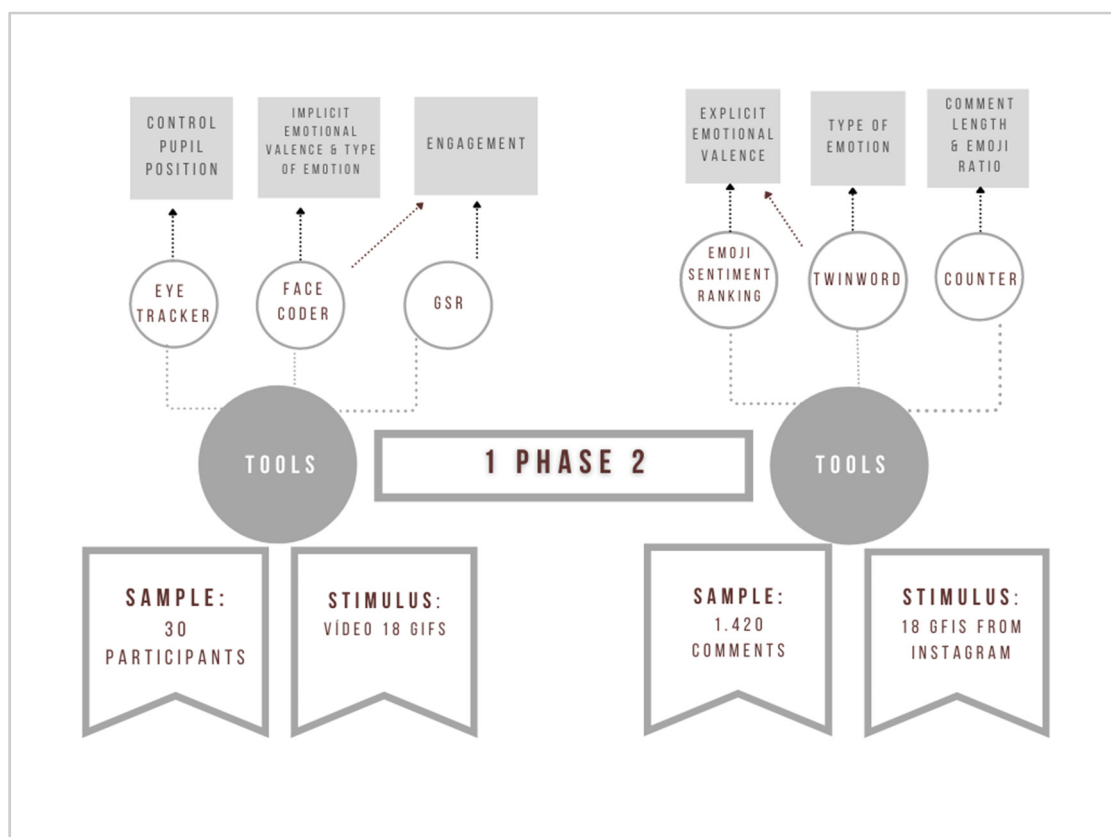 CONTROL
PUPIL
POSITION
IMPLICIT
EMOTIONAL
VALENCE & TYPE
OF EMOTION
ENGAGEMENT
EXPLICIT
EMOTIONAL
VALENCE
TYPE OF
EMOTION
COMMENT
LENGTH
& EMOJI
RATIO
EYE
TRACKER
FACE
CODER
GSR
EMOJI
SENTIMENT
RANKING
TWINWORD
COUNTER
TOOLS
1 PHASE 2
TOOLS
SAMPLE:
30
PARTICIPANTS
STIMULUS:
VÍDEO 18 GIFS
SAMPLE:
1.420
COMMENTS
STIMULUS:
18 GFIS FROM
INSTAGRAM